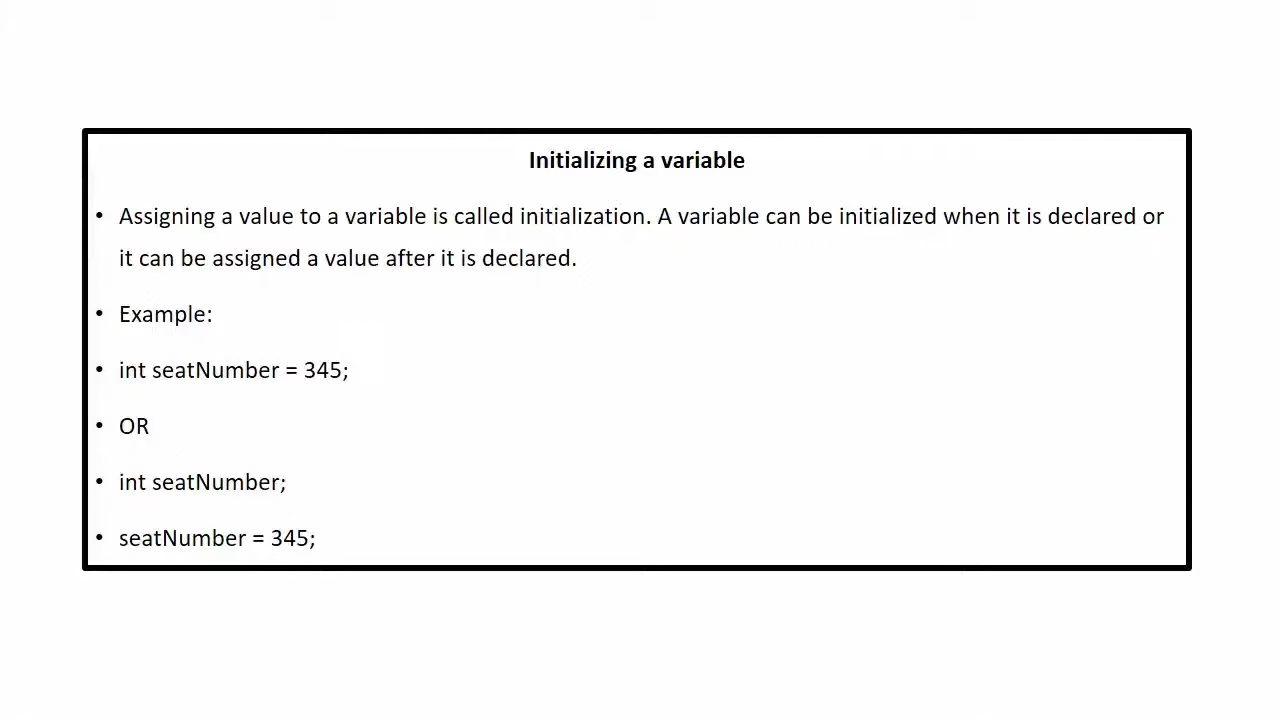 Initializing a variable
• Assigning a value to a variable is called initialization. A variable can be initialized when it is declared or
it can be assigned a value after it is declared.
• Example:
• int seatNumber = 345;
• OR
• int seatNumber;
• seatNumber = 345;